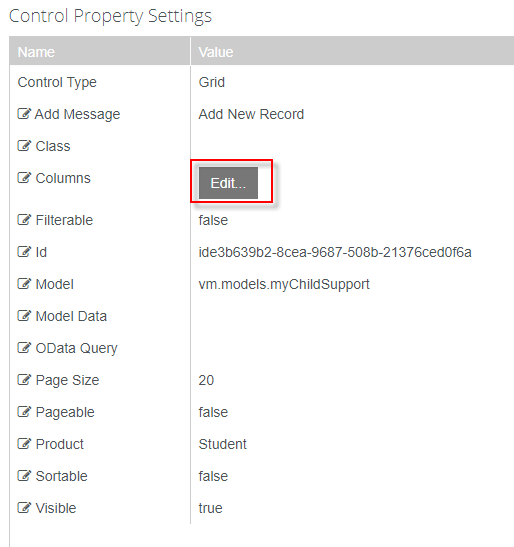 Control Property Settings
Name Value
Control Type Grid
Add Message Add New Record
Class
Columns Edit...
Filterable false
Id ide3b639b2-8cea-9687-508b-21376ced0f6a
Model vm.models.myChildSupport
Model Data
OData Query
Page Size 20
Pageable false
Product Student
Sortable false
Visible true